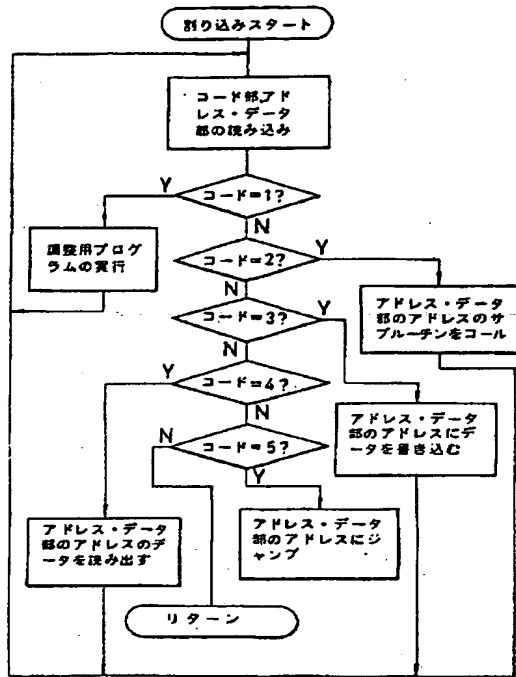 割り込みスタート
コード部,アド
レス・データ
部の読み込み
Y
コード=1?
N
調整用プログ
ラムの実行
コード=2?
Y
N
アドレス・データ
部のアドレスのサ
ブルーチンをコール
コード=3?
Y
N
Y
コード=4?
N
アドレス・データ
部のアドレスにデ
ータを書き込む
N
コード=5?
Y
アドレス・データ
部のアドレスのデ
ータを読み出す
アドレス・データ
部のアドレスにジ
ャンプ
リターン